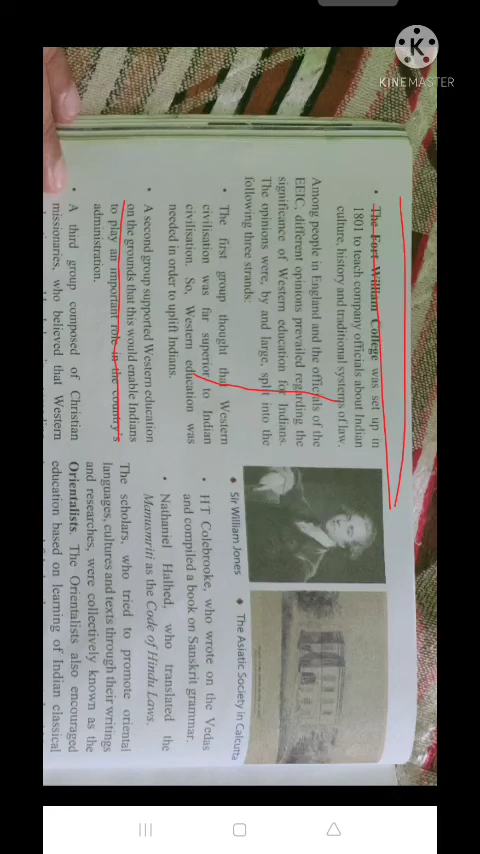 K
KINEMASTER
• The Fort William College was set up in
1801 to teach company officials about Indian
culture, history and traditional systems of law.
Among people in England and the officials of the
EEIC, different opinions prevailed regarding the
significance of Western education for Indians.
The opinions were, by and large, split into the
following three strands:
• The first group thought that Western
civilisation was far superior to Indian
civilisation. So, Western education was
needed in order to uplift Indians.
• A second group supported Western education
on the grounds that this would enable Indians
to play an important role in the country's
administration.
• A third group composed of Christian
missionaries, who believed that Western
◆ Sir William Jones
◆ The Asiatic Society in Calcutta
• HT Colebrooke, who wrote on the Vedas
and compiled a book on Sanskrit grammar.
• Nathaniel Halhed, who translated the
Manusmriti as the Code of Hindu Laws.
The scholars, who tried to promote oriental
languages, cultures and texts through their writings
and researches, were collectively known as the
Orientalists. The Orientalists also encouraged
education based on learning of Indian classical